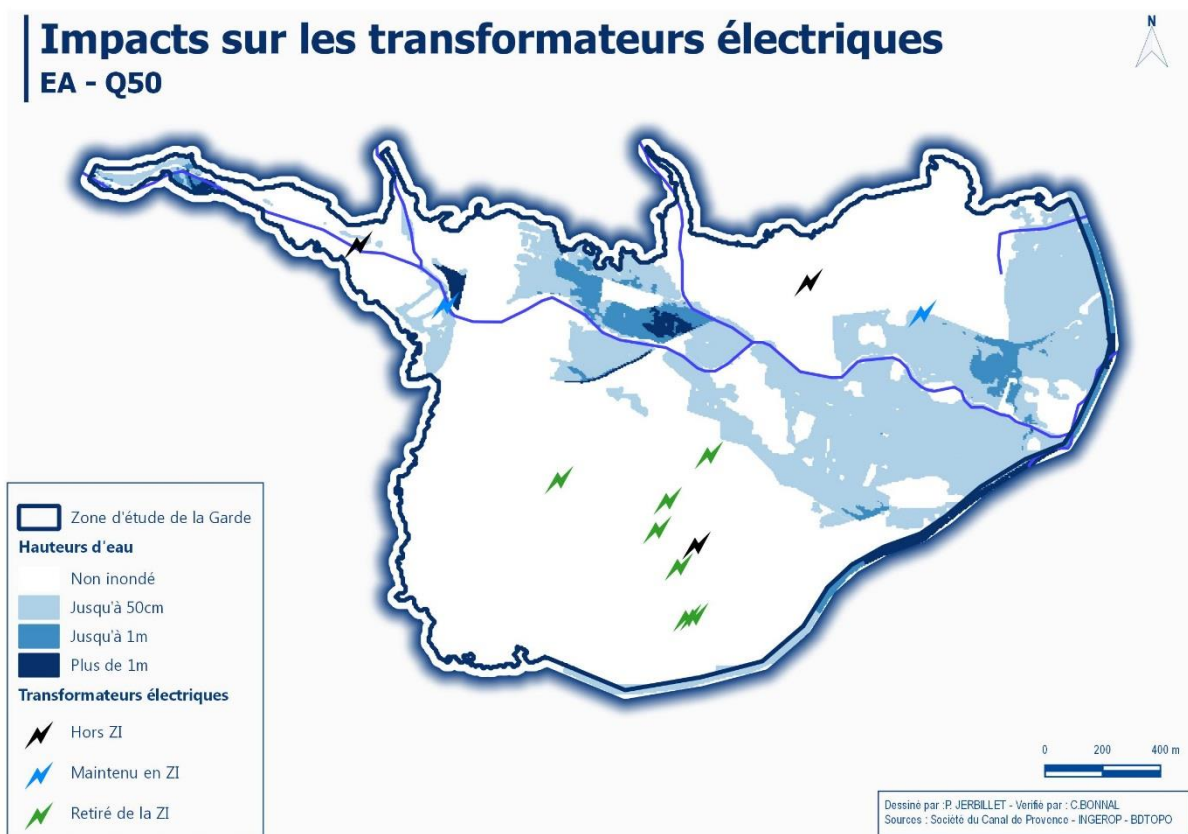 Impacts sur les transformateurs électriques
EA - Q50
N
Zone d'étude de la Garde
Hauteurs d'eau
Non inondé
Jusqu'à 50cm
Jusqu'à 1m
Plus de 1m
Transformateurs électriques
Hors ZI
Maintenu en ZI
Retiré de la ZI
0 200 400 m
Dessiné par :P. JERBILLET - Verifié par : C.BONNAL
Sources : Société du Canal de Provence - INGEROP - BDTOPO